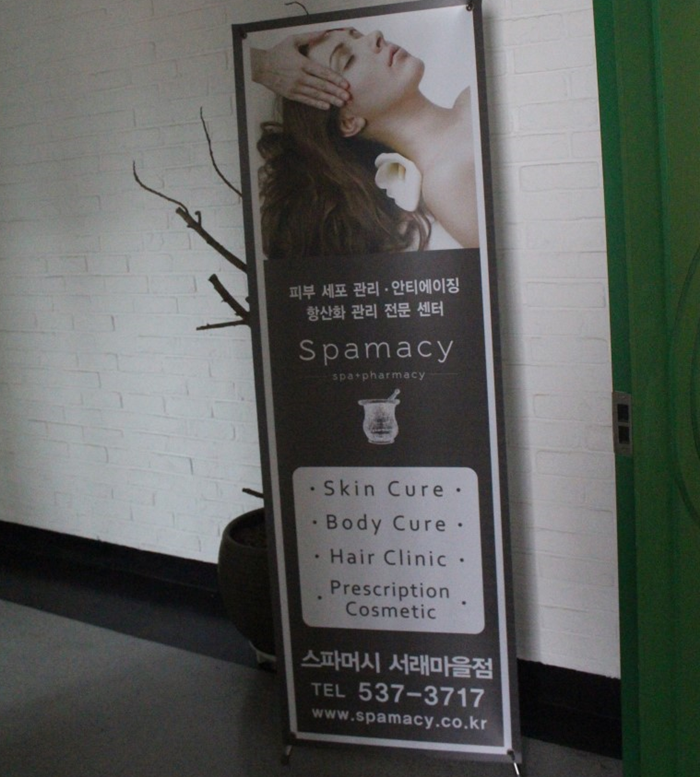 피부 세포 관리 · 안티에이징
항산화 관리 전문 센터
Spamacy
spa+pharmacy
· Skin Cure ·
· Body Cure ·
· Hair Clinic ·
· Prescription
Cosmetic ·
스파머시 서래마을점
TEL 537-3717
www.spamacy.co.kr